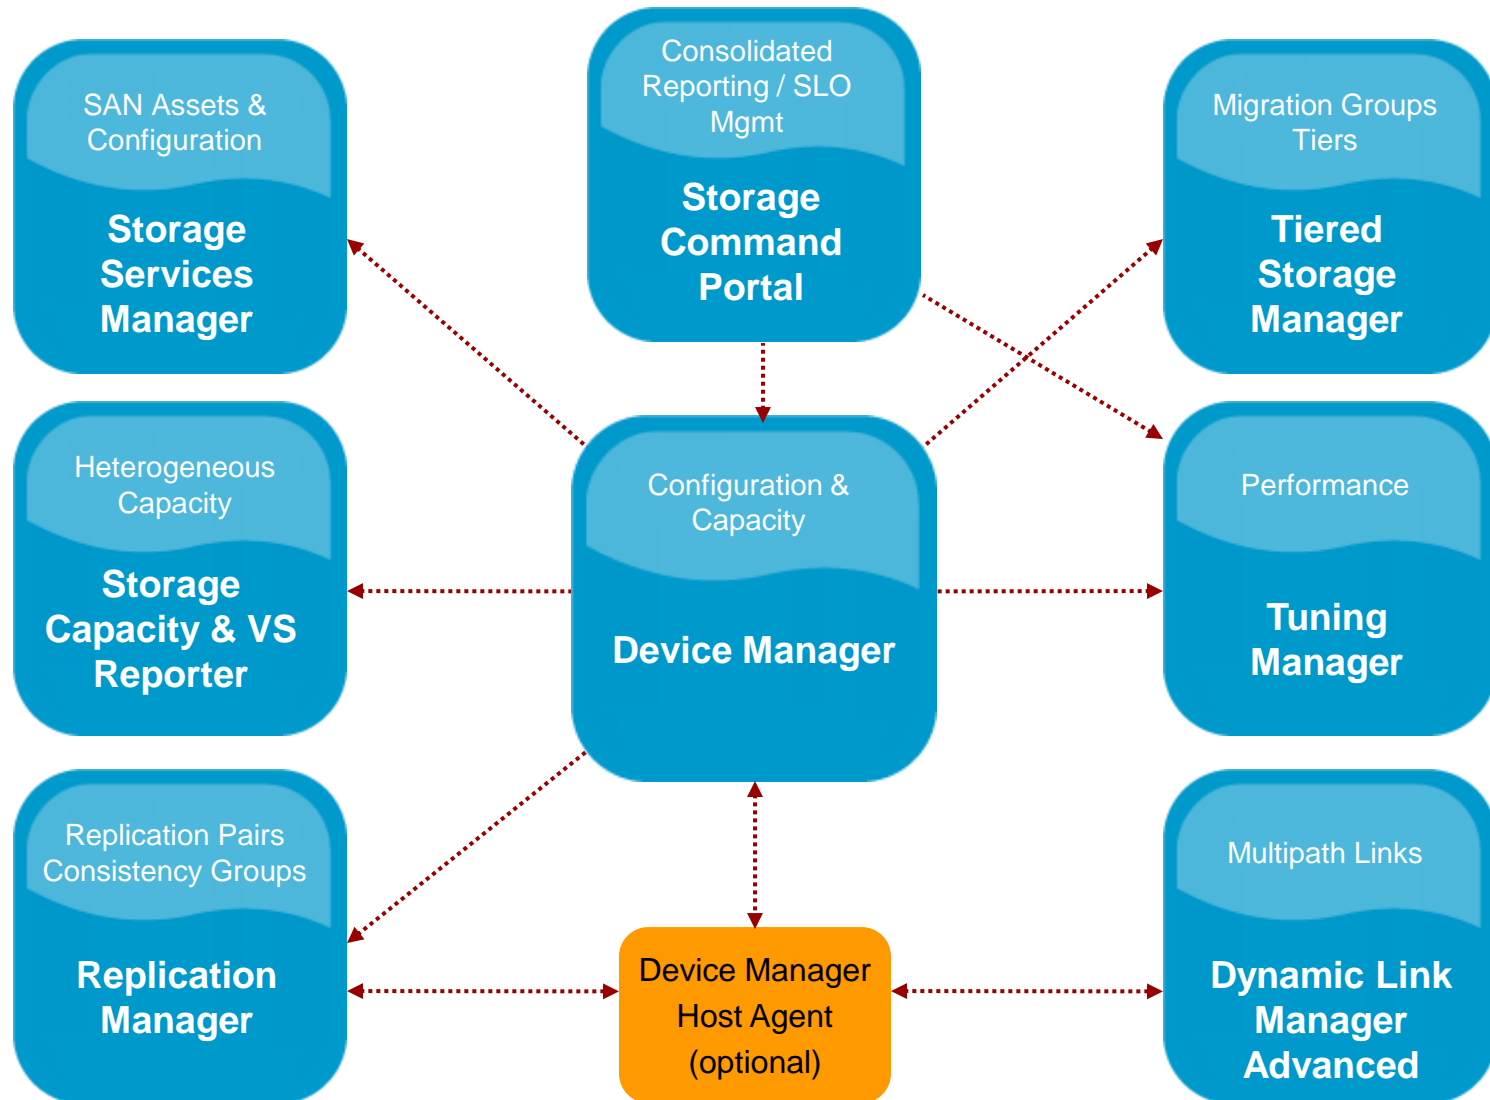 SAN Assets &
Configuration
Storage
Services
Manager
Consolidated
Reporting / SLO
Mgmt
Storage
Command
Portal
Migration Groups
Tiers
Tiered
Storage
Manager
Heterogeneous
Capacity
Storage
Capacity & VS
Reporter
Configuration &
Capacity
Device Manager
Performance
Tuning
Manager
Replication Pairs
Consistency Groups
Replication
Manager
Device Manager
Host Agent
(optional)
Multipath Links
Dynamic Link
Manager
Advanced